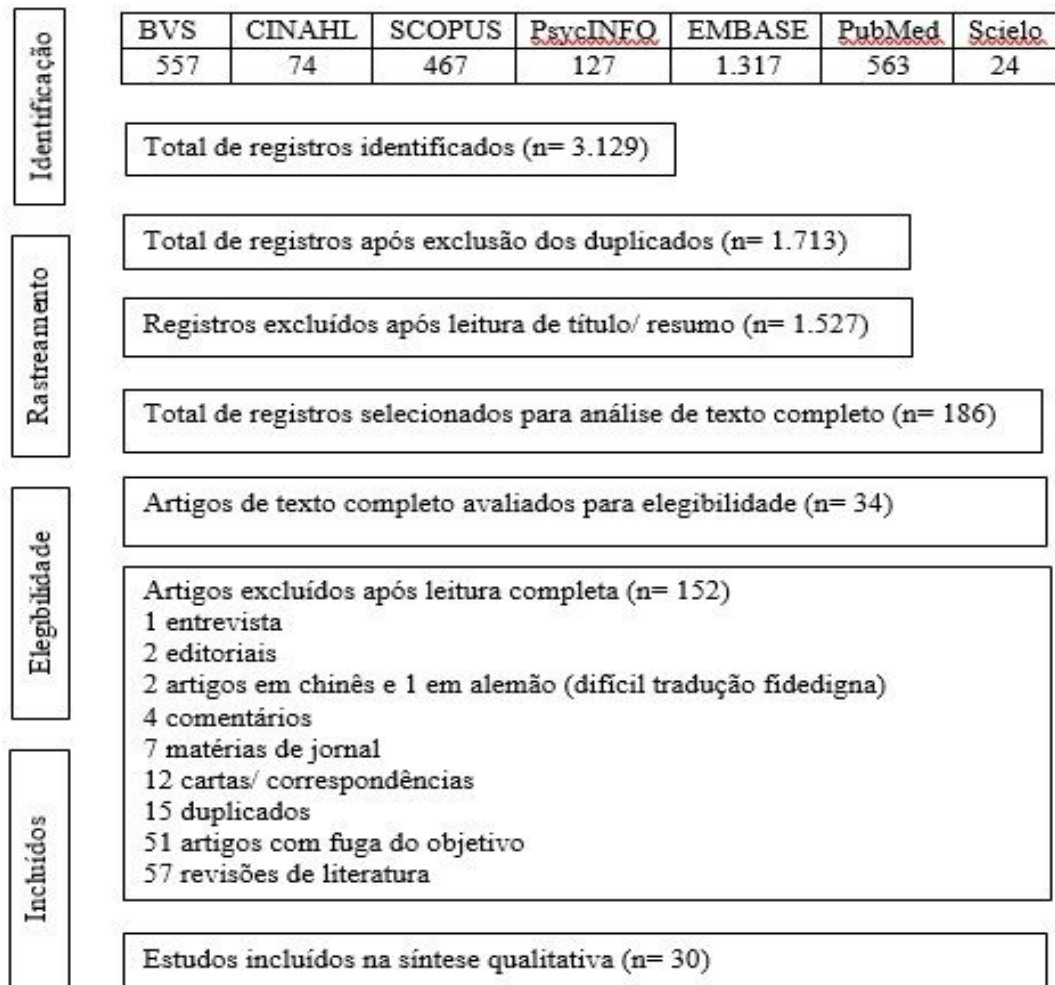 Identificação
BVS CINAHL SCOPUS PsycINFO EMBASE PubMed Scielo
557 74 467 127 1.317 563 24
Total de registros identificados (n= 3.129)
Rastreamento
Total de registros após exclusão dos duplicados (n= 1.713)
Registros excluídos após leitura de título/ resumo (n= 1.527)
Total de registros selecionados para análise de texto completo (n= 186)
Elegibilidade
Artigos de texto completo avaliados para elegibilidade (n= 34)
Artigos excluídos após leitura completa (n= 152)
1 entrevista
2 editoriais
2 artigos em chinês e 1 em alemão (difícil tradução fidedigna)
4 comentários
7 matérias de jornal
12 cartas/ correspondências
15 duplicados
51 artigos com fuga do objetivo
57 revisões de literatura
Incluídos
Estudos incluídos na síntese qualitativa (n= 30)